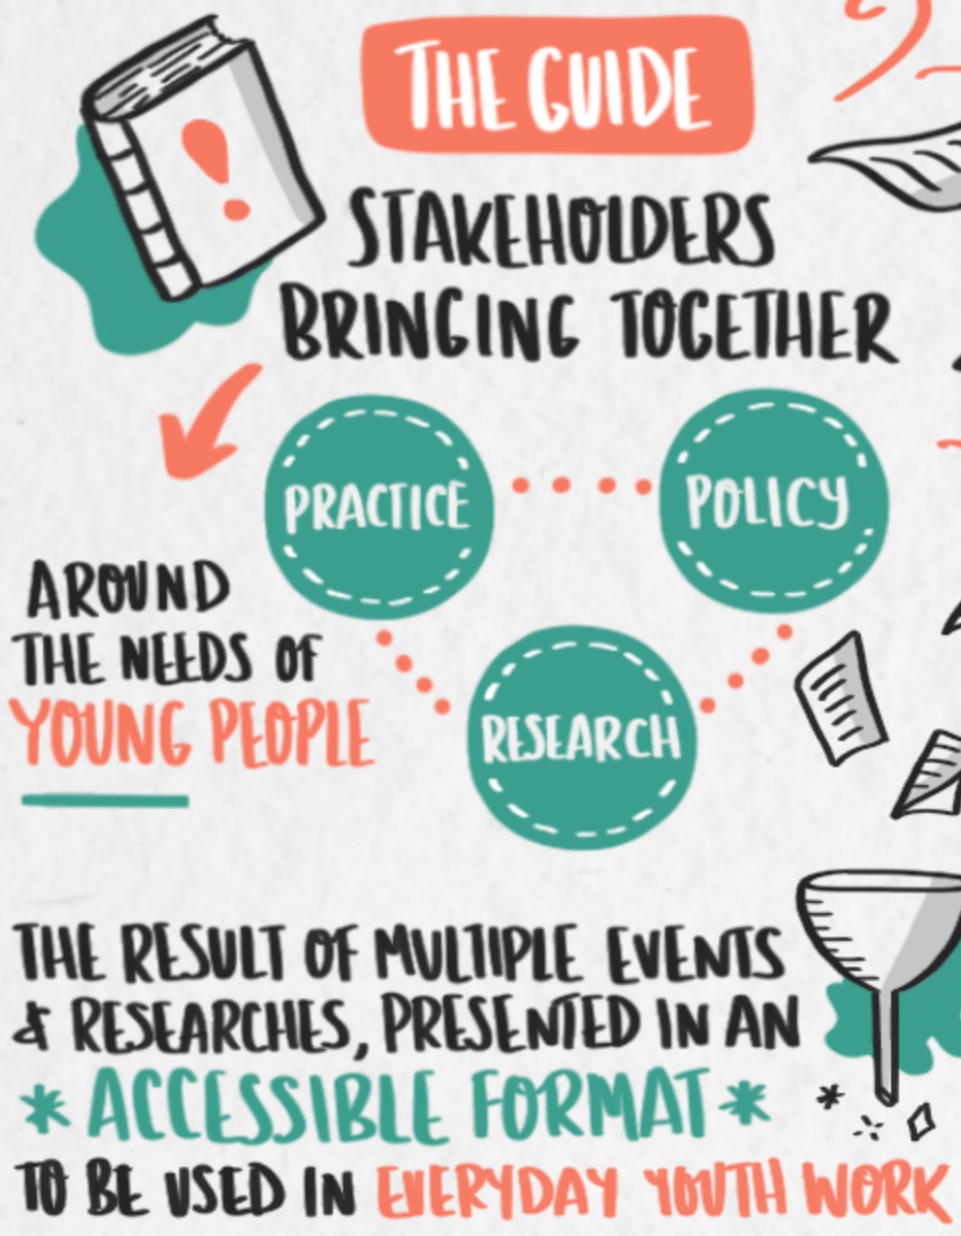 THE GUIDE
STAKEHOLDERS
BRINGING TOGETHER
PRACTICE
POLICY
RESEARCH
AROUND
THE NEEDS OF
YOUNG PEOPLE
THE RESULT OF MULTIPLE EVENTS
& RESEARCHES, PRESENTED IN AN
* ACCESSIBLE FORMAT *
TO BE USED IN EVERYDAY YOUTH WORK